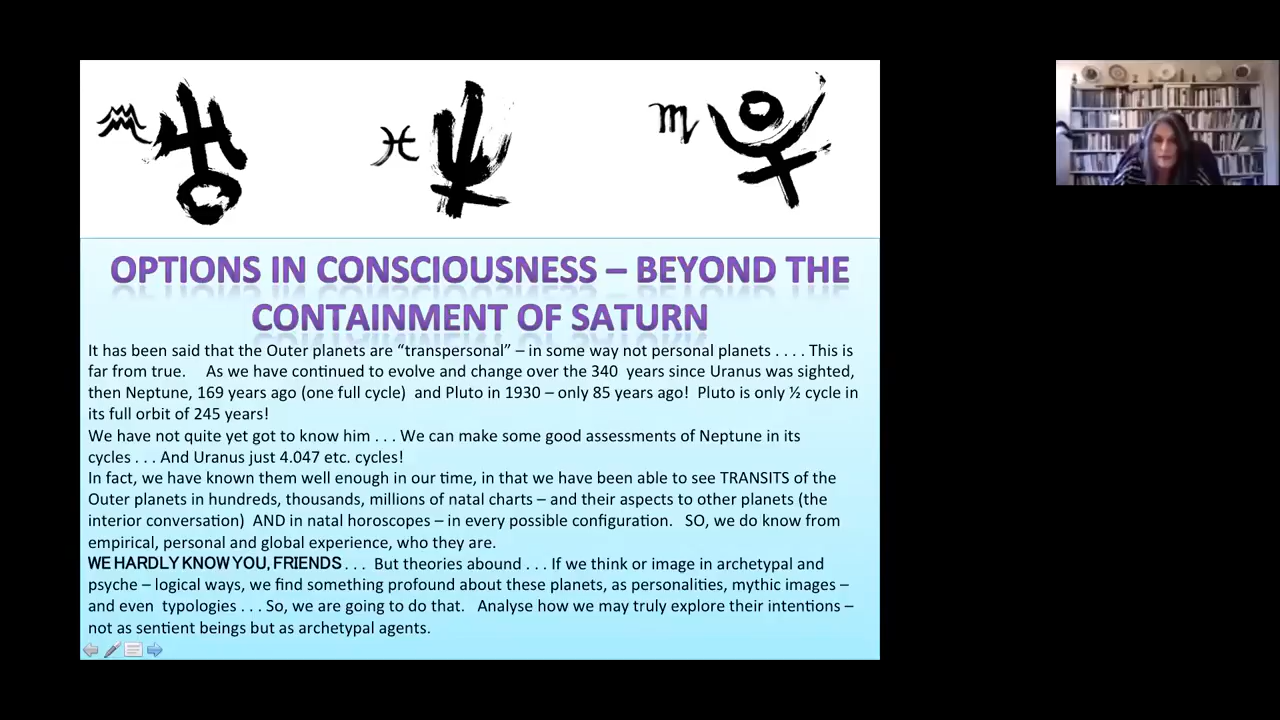 OPTIONS IN CONSCIOUSNESS – BEYOND THE
CONTAINMENT OF SATURN
It has been said that the Outer planets are “transpersonal” – in some way not personal planets . . . . This is
far from true. As we have continued to evolve and change over the 340 years since Uranus was sighted,
then Neptune, 169 years ago (one full cycle) and Pluto in 1930 – only 85 years ago! Pluto is only ½ cycle in
its full orbit of 245 years!
We have not quite yet got to know him . . . We can make some good assessments of Neptune in its
cycles . . . And Uranus just 4.047 etc. cycles!
In fact, we have known them well enough in our time, in that we have been able to see TRANSITS of the
Outer planets in hundreds, thousands, millions of natal charts – and their aspects to other planets (the
interior conversation) AND in natal horoscopes – in every possible configuration. SO, we do know from
empirical, personal and global experience, who they are.
WE HARDLY KNOW YOU, FRIENDS . . . But theories abound . . . If we think or image in archetypal and
psyche – logical ways, we find something profound about these planets, as personalities, mythic images –
and even typologies . . . So, we are going to do that. Analyse how we may truly explore their intentions –
not as sentient beings but as archetypal agents.